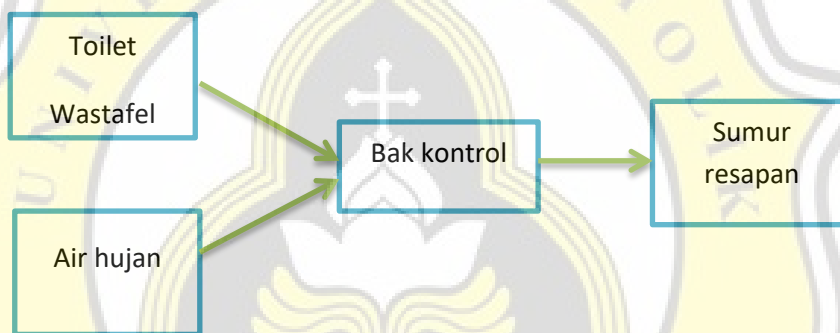 Toilet
Wastafel
Bak kontrol
Sumur
resapan
Air hujan